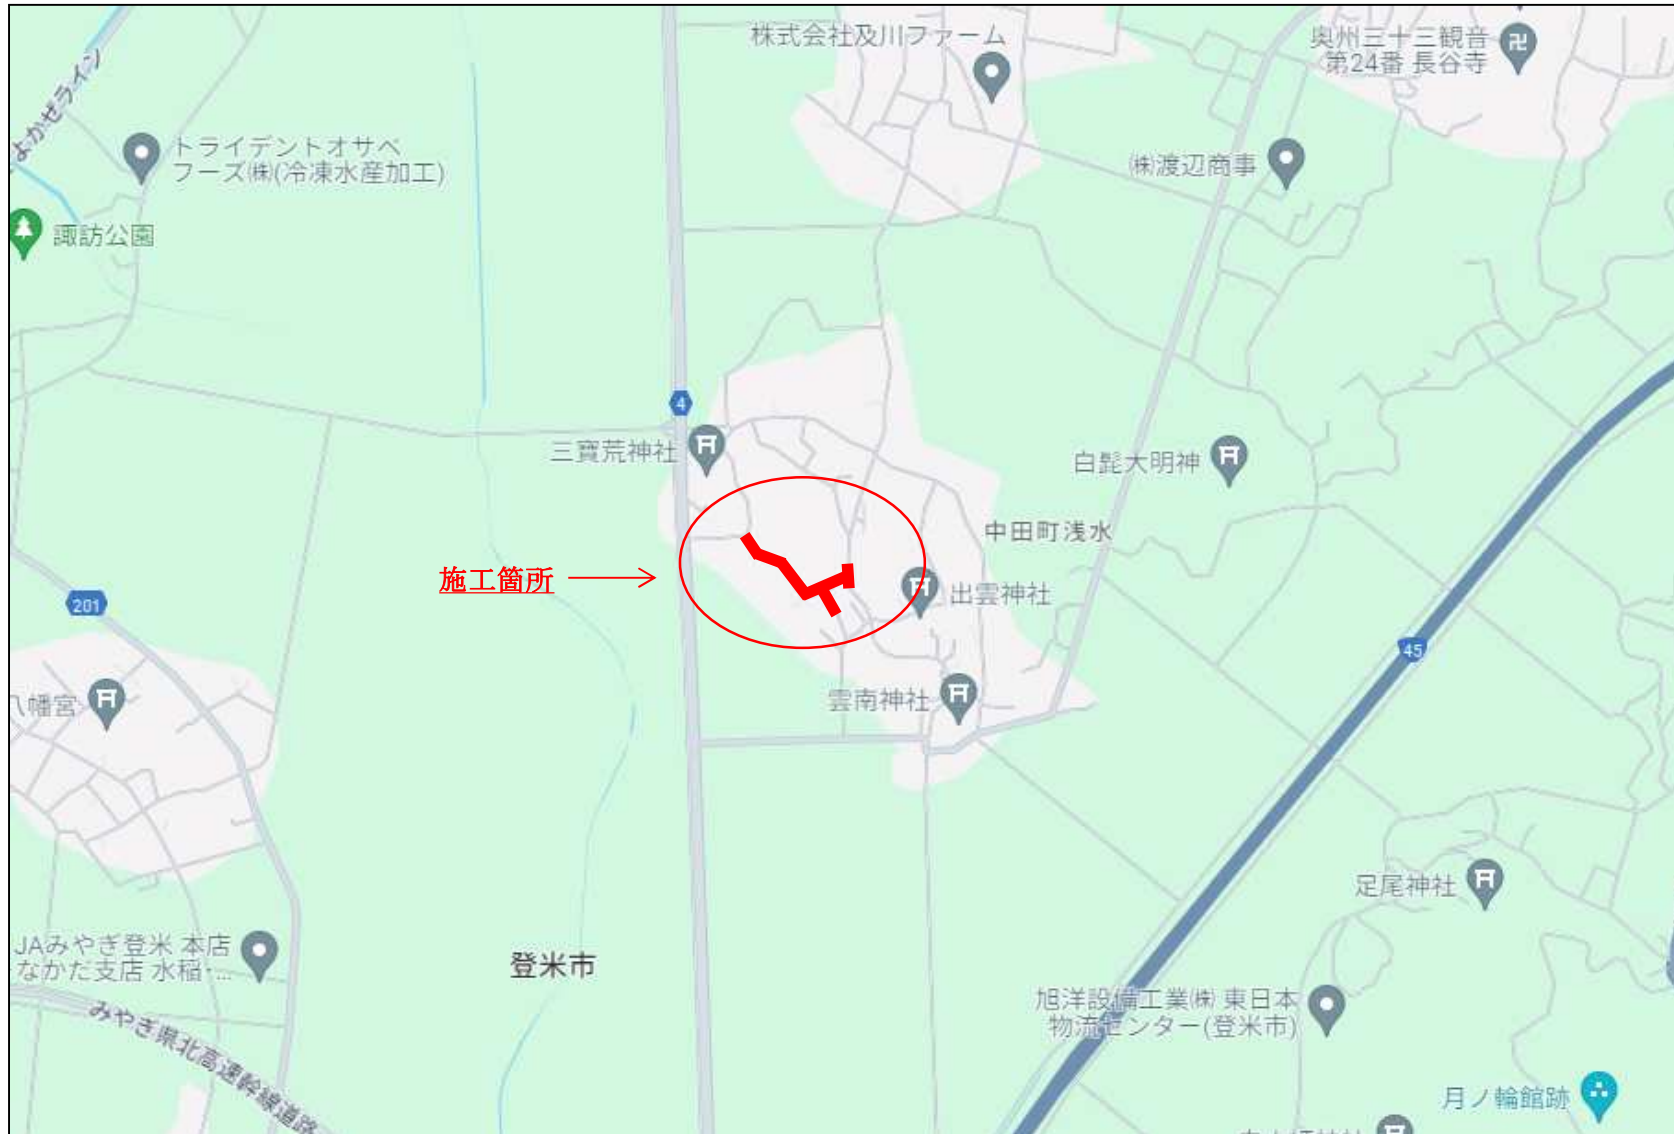 株式会社及川ファーム
奥州三十三観音
第24番 長谷寺
よかぜライン
トライデントオサベ
フーズ㈱(冷凍水産加工)
㈱渡辺商事
諏訪公園
4
三寶荒神社
白髭大明神
中田町浅水
施工箇所
出雲神社
201
45
八幡宮
雲南神社
足尾神社
JAみやぎ登米 本店
なかた支店 水稲·...
登米市
旭洋設備工業㈱ 東日本
物流センター(登米市)
みやぎ県北高速幹線道路
月ノ輪館跡